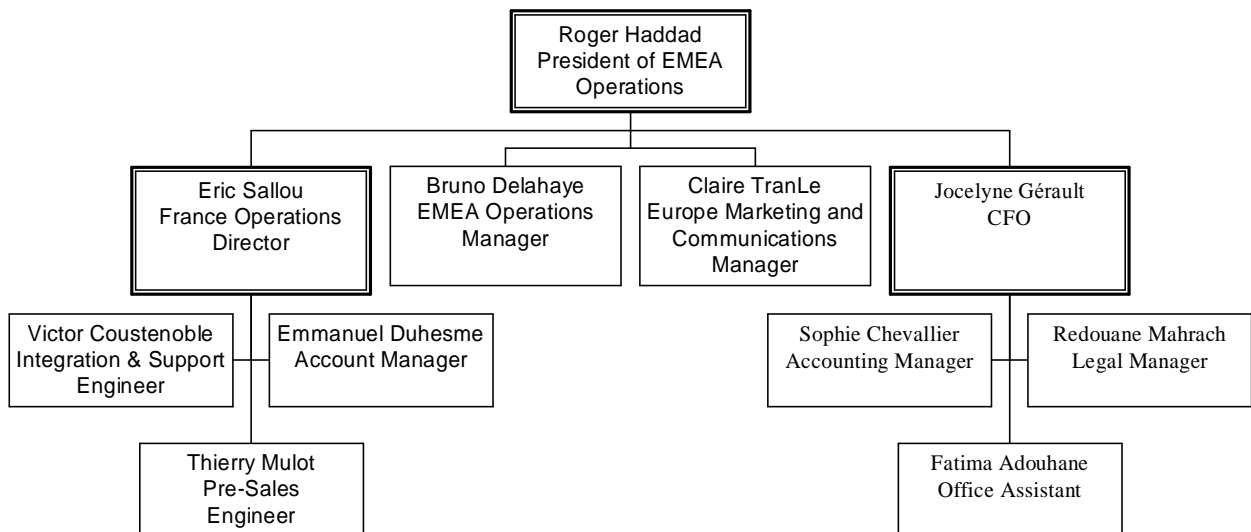 Roger Haddad
President of EMEA
Operations
Eric Sallou
France Operations
Director
Bruno Delahaye
EMEA Operations
Manager
Claire TranLe
Europe Marketing and
Communications
Manager
Jocelyne Gérault
CFO
Victor Coustenoble
Integration & Support
Engineer
Emmanuel Duhesme
Account Manager
Sophie Chevallier
Accounting Manager
Redouane Mahrach
Legal Manager
Thierry Mulot
Pre-Sales
Engineer
Fatima Adouhane
Office Assistant